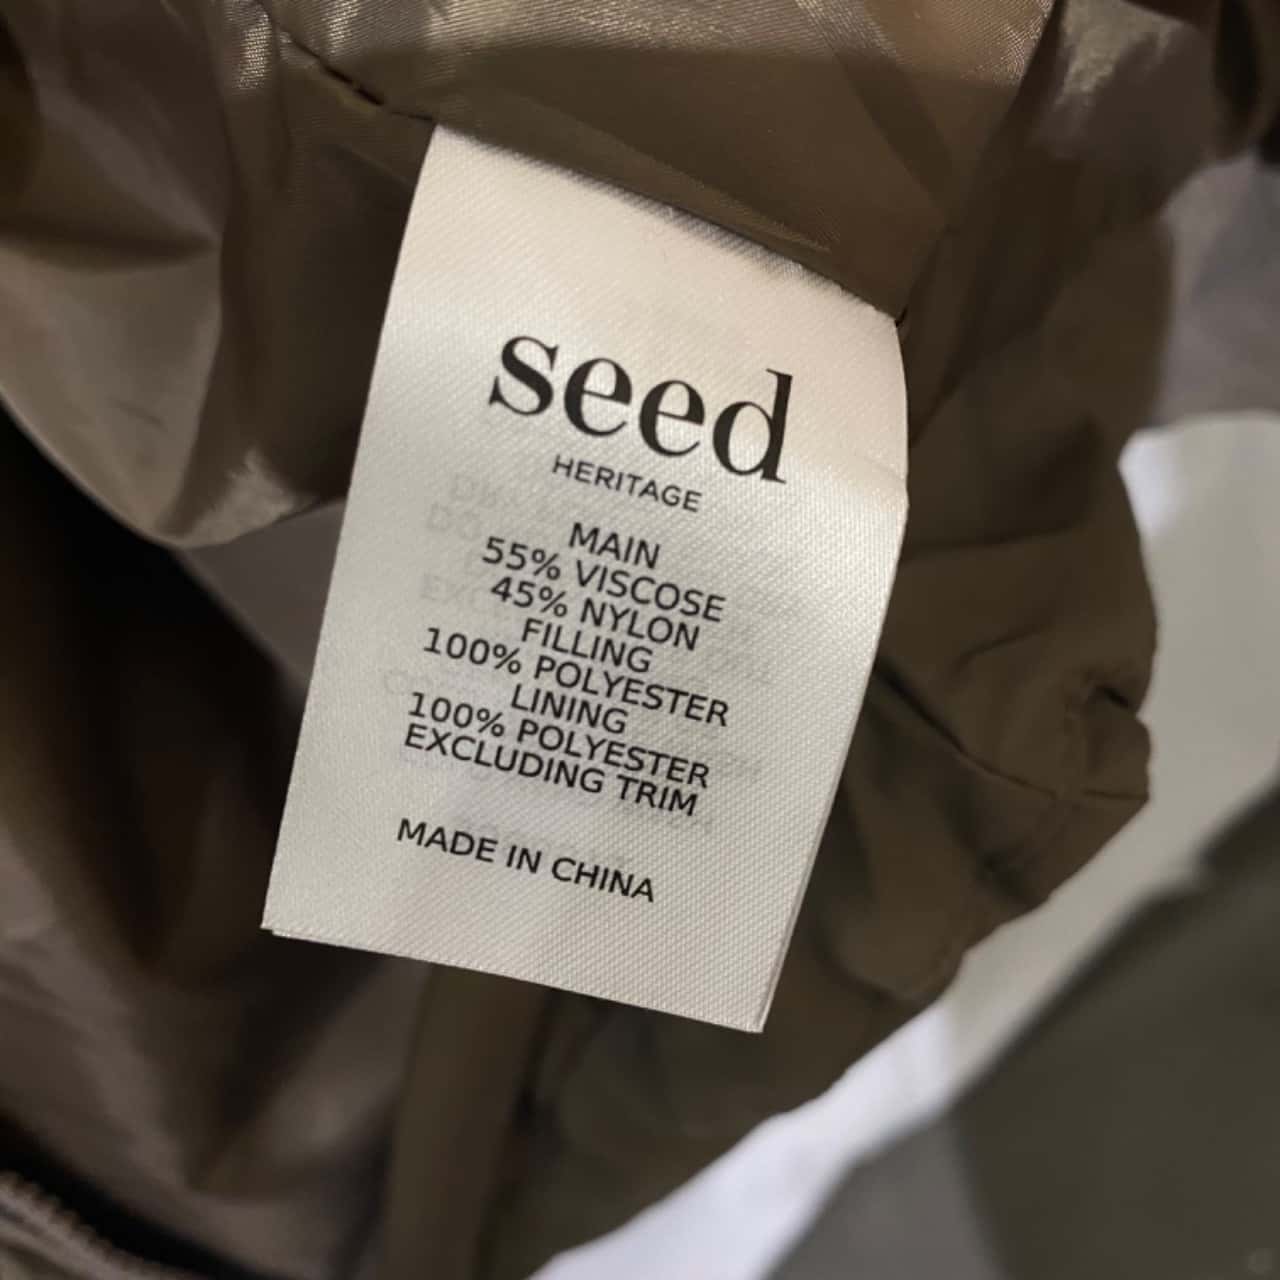 seed
HERITAGE
MAIN
55% VISCOSE
45% NYLON
FILLING
100% POLYESTER
LINING
100% POLYESTER
EXCLUDING TRIM
MADE IN CHINA